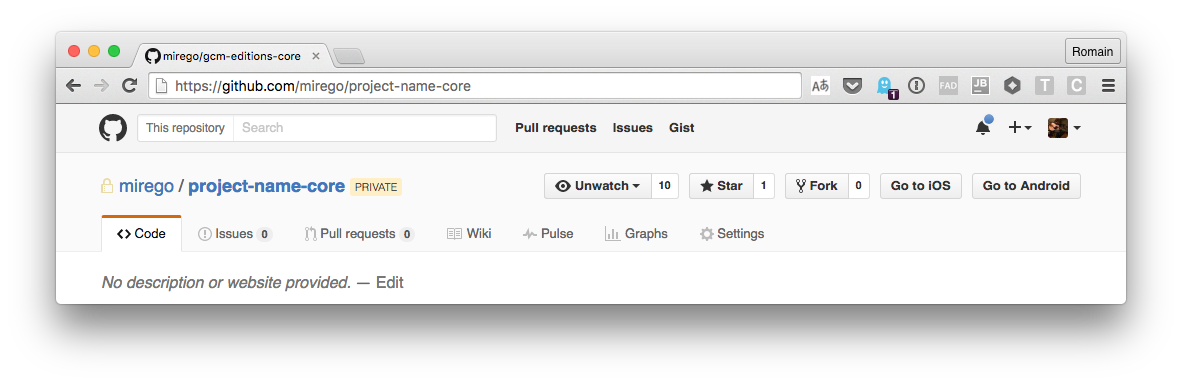 mirego/gcm-editions-core
Romain
https://github.com/mirego/project-name-core
Aあ
1
FAD
JB
T
C
This repository Search Pull requests Issues Gist
mirego / project-name-core PRIVATE Unwatch 10 Star 1 Fork 0 Go to iOS Go to Android
Code Issues 0 Pull requests 0 Wiki Pulse Graphs Settings
No description or website provided. — Edit